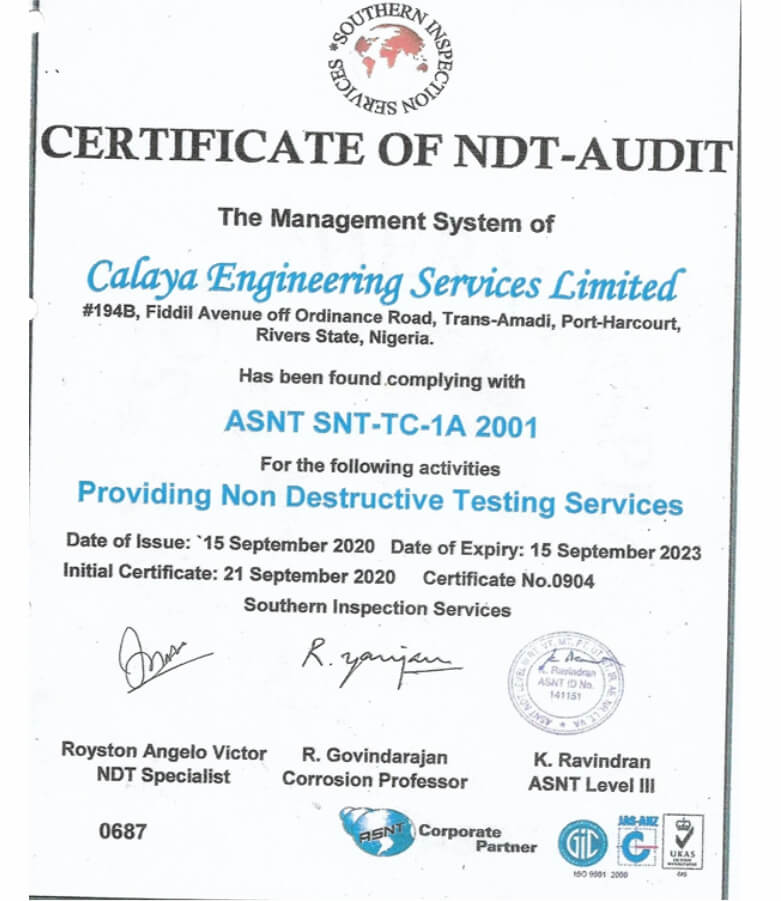 *SOUTHERN INSPECTION SERVICES
CERTIFICATE OF NDT-AUDIT
The Management System of
Calaya Engineering Services Limited
#194B, Fiddil Avenue off Ordinance Road, Trans-Amadi, Port-Harcourt,
Rivers State, Nigeria.
Has been found complying with
ASNT SNT-TC-1A 2001
For the following activities
Providing Non Destructive Testing Services
Date of Issue: `15 September 2020 Date of Expiry: 15 September 2023
Initial Certificate: 21 September 2020 Certificate No.0904
Southern Inspection Services
K. Ravindran
ASNT ID No.
141151
Royston Angelo Victor R. Govindarajan K. Ravindran
NDT Specialist Corrosion Professor ASNT Level III
0687
ASNT Corporate
Partner
GIC
ISO 9001 2000
JAS-ANZ
UKAS